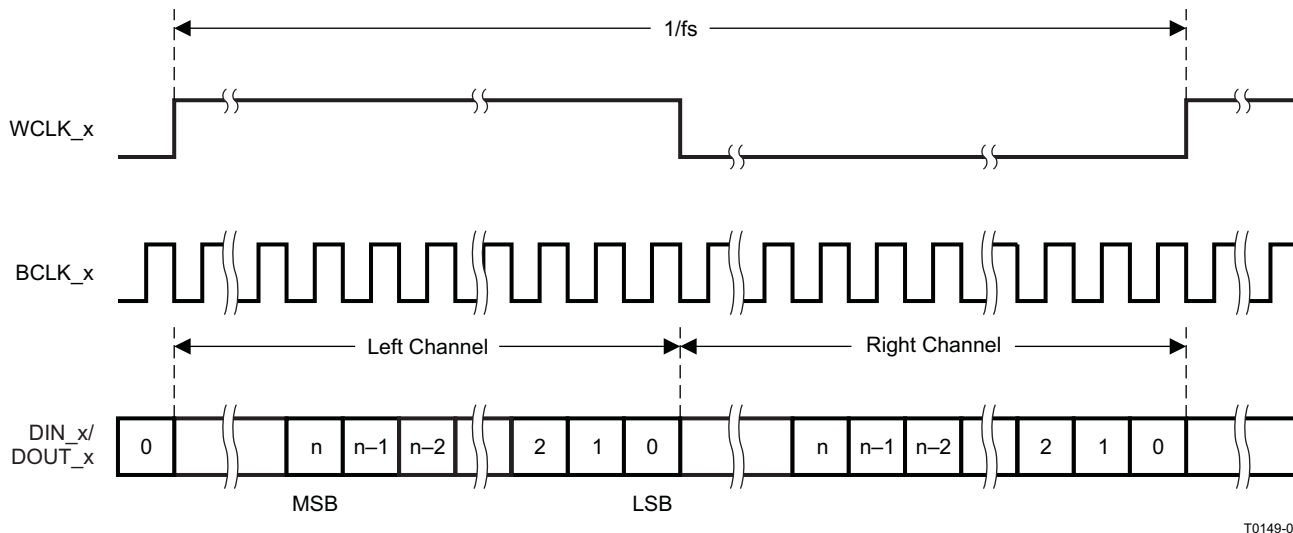 1/fs
WCLK_x
BCLK_x
Left Channel
Right Channel
DIN_x/
DOUT_x
0 n n–1 n–2 2 1 0 n n–1 n–2 2 1 0
MSB
LSB
T0149-0